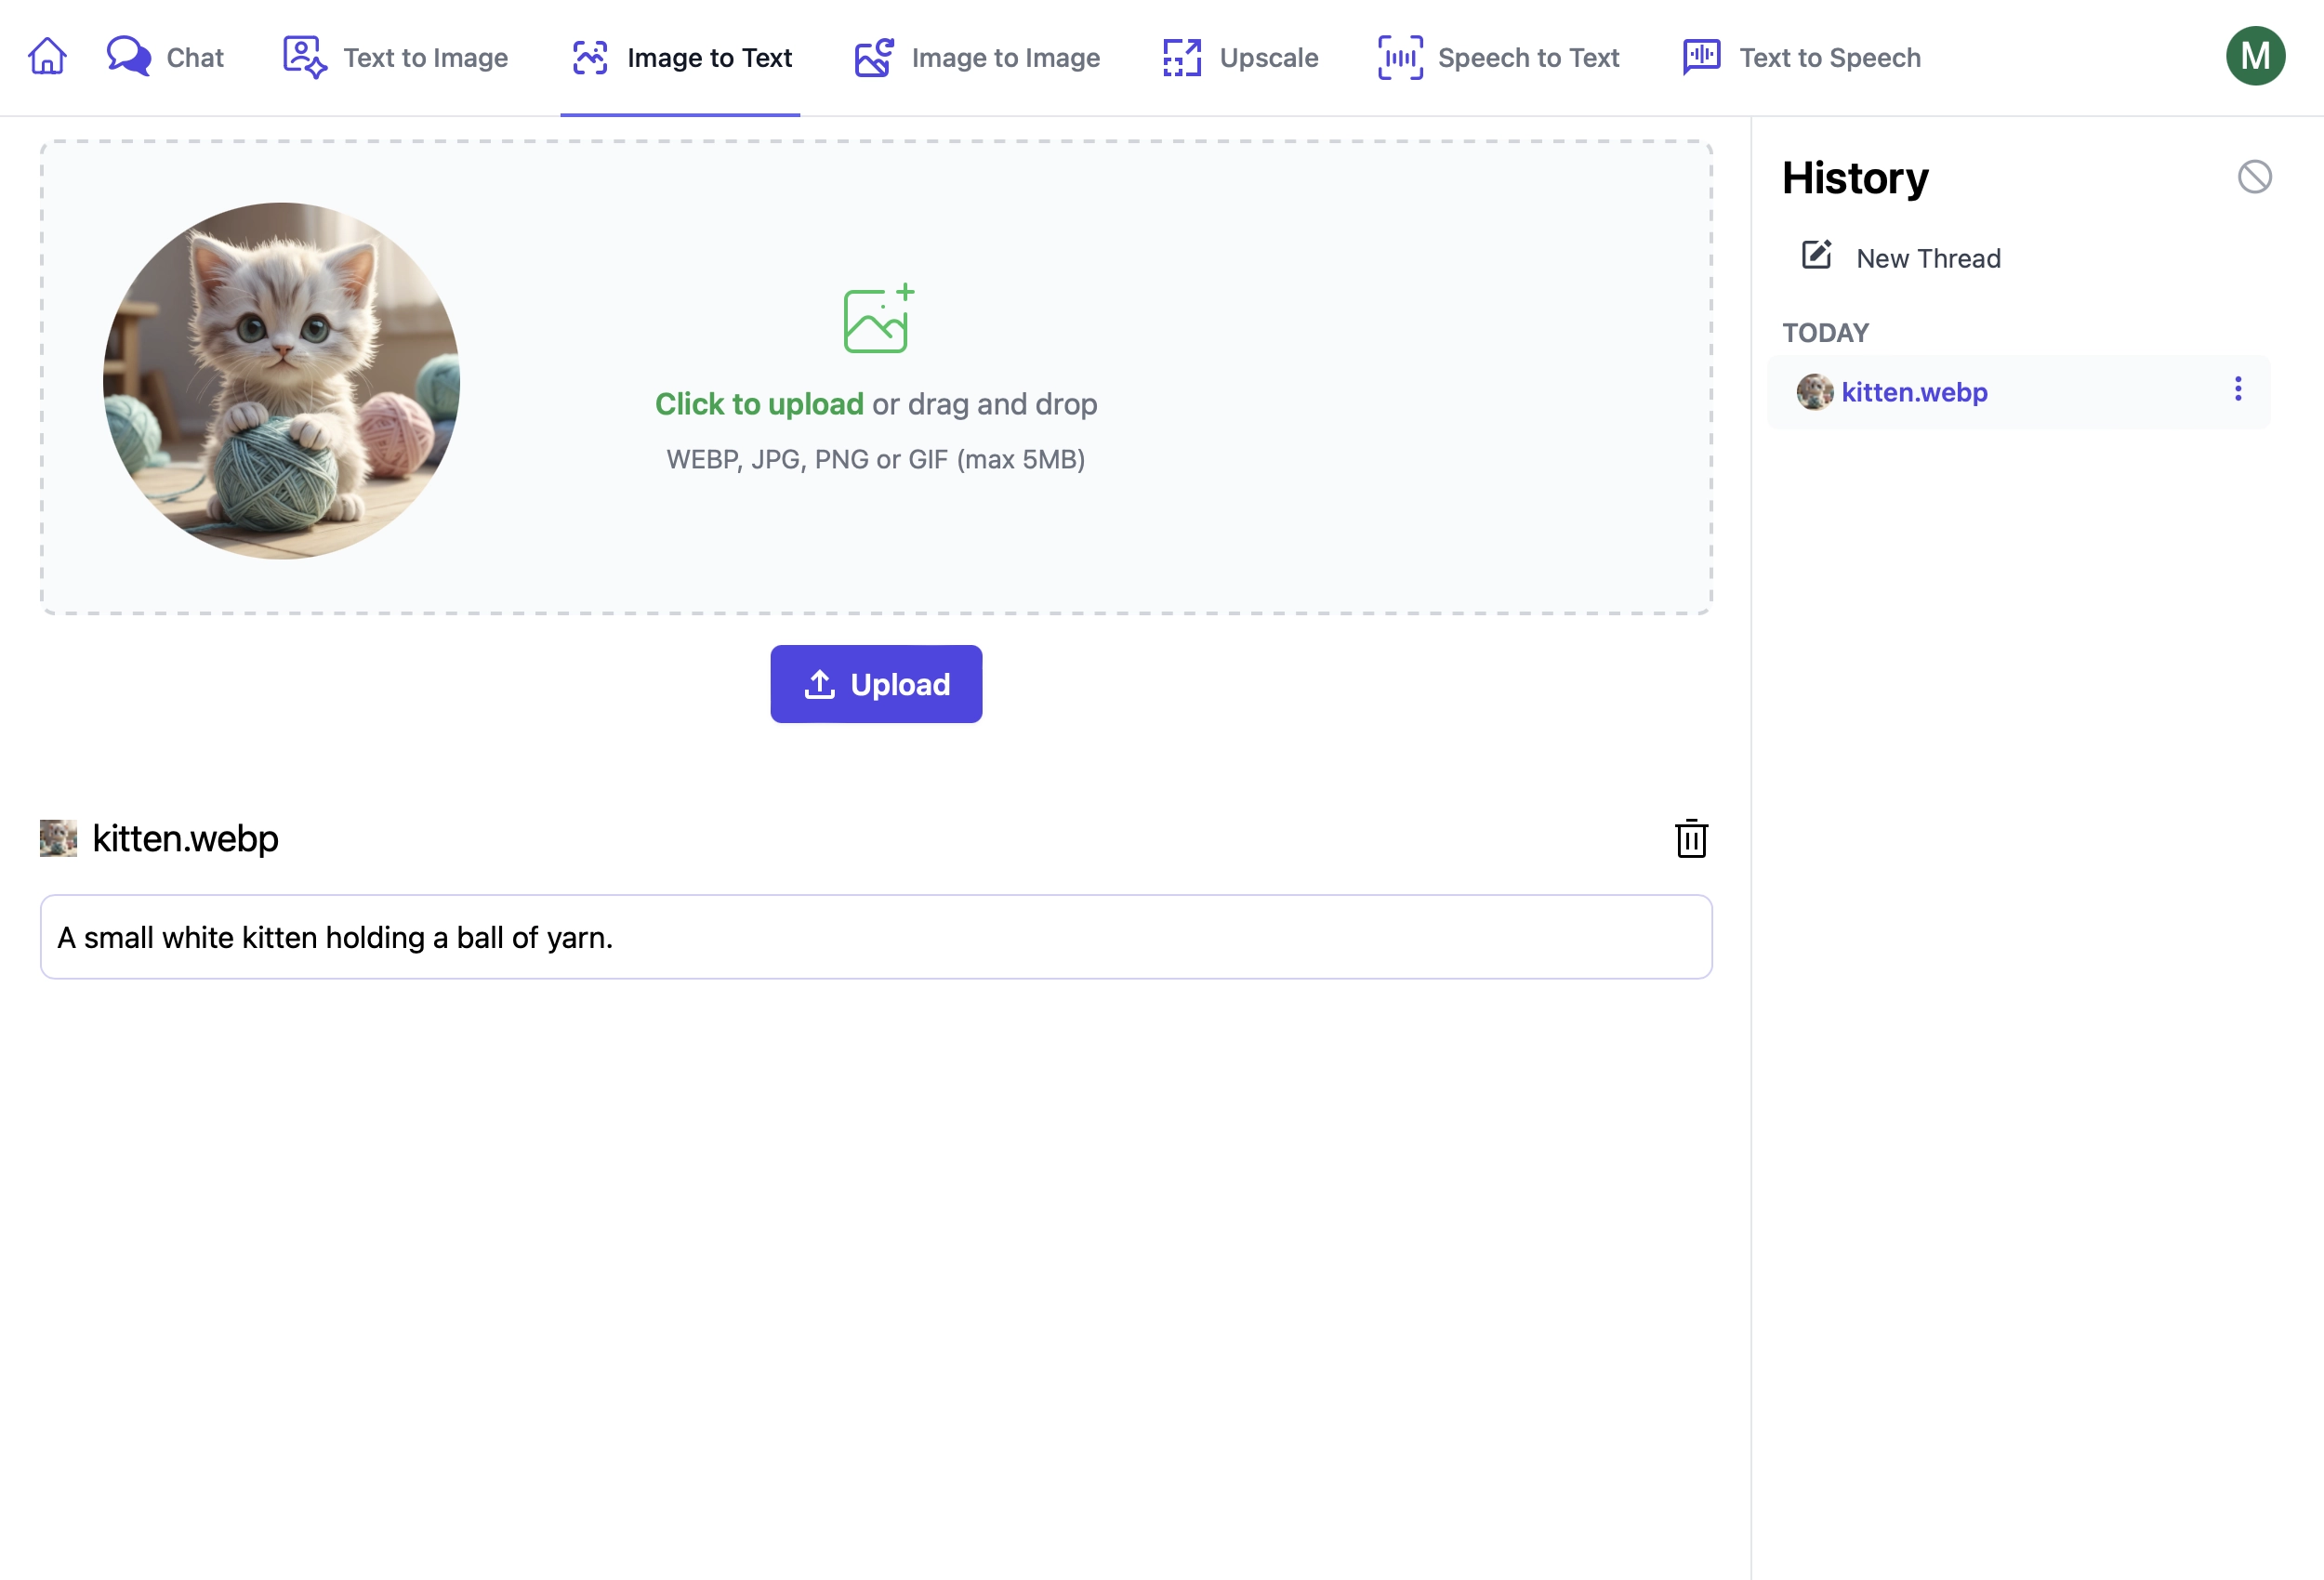 Chat
Text to Image
Image to Text
Image to Image
Upscale
Speech to Text
Text to Speech
M
Click to upload or drag and drop
WEBP, JPG, PNG or GIF (max 5MB)
Upload
kitten.webp
A small white kitten holding a ball of yarn.
History
New Thread
TODAY
kitten.webp